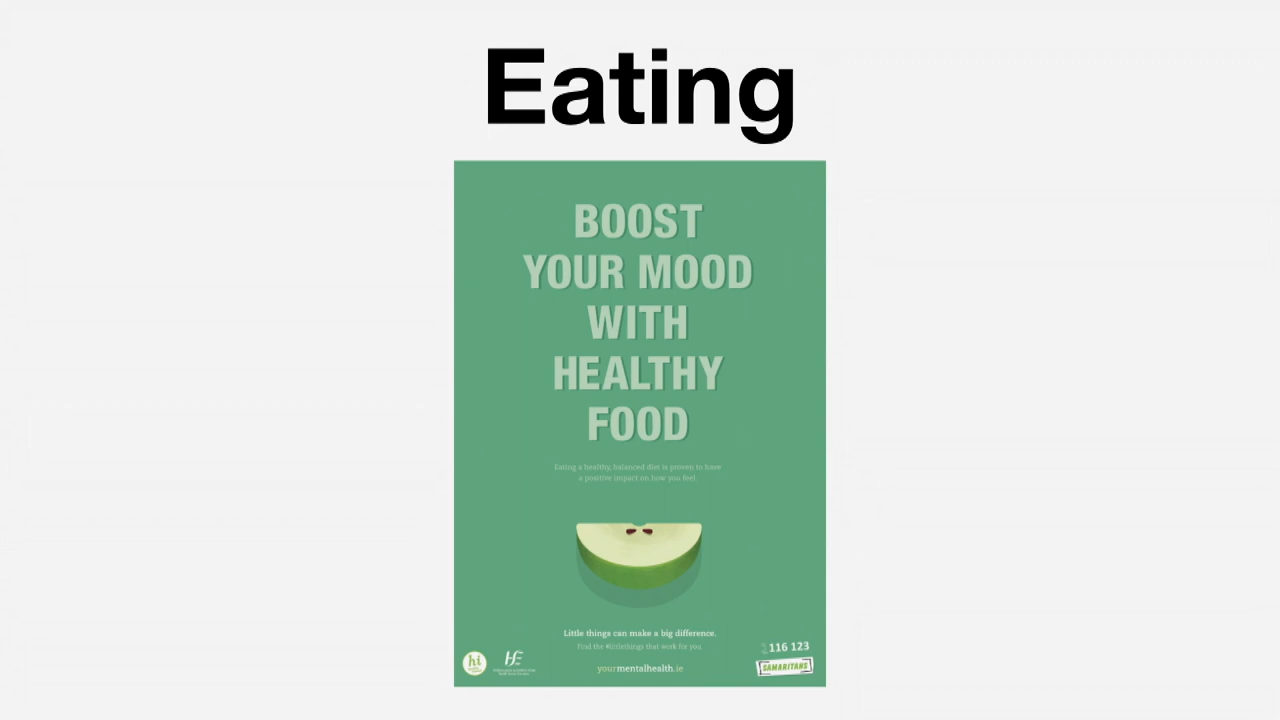 Eating
BOOST
YOUR MOOD
WITH
HEALTHY
FOOD
Eating a healthy, balanced diet is proven to have
a positive impact on how you feel.
Little things can make a big difference.
Find the #littlethings that work for you.
yourmentalhealth.ie
hi
HE
116 123
SAMARITANS